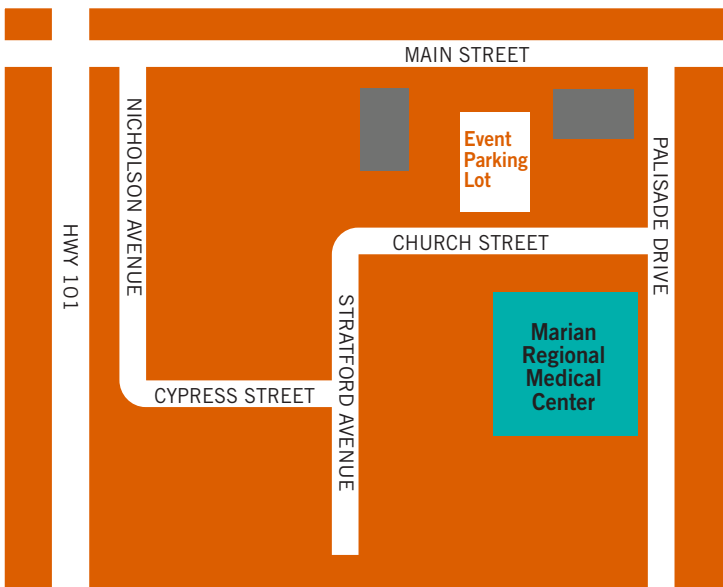 MAIN STREET
NICHOLSON AVENUE
Event
Parking
Lot
PALISADE DRIVE
HWY 101
CHURCH STREET
STRATFORD AVENUE
Marian
Regional
Medical
Center
CYPRESS STREET